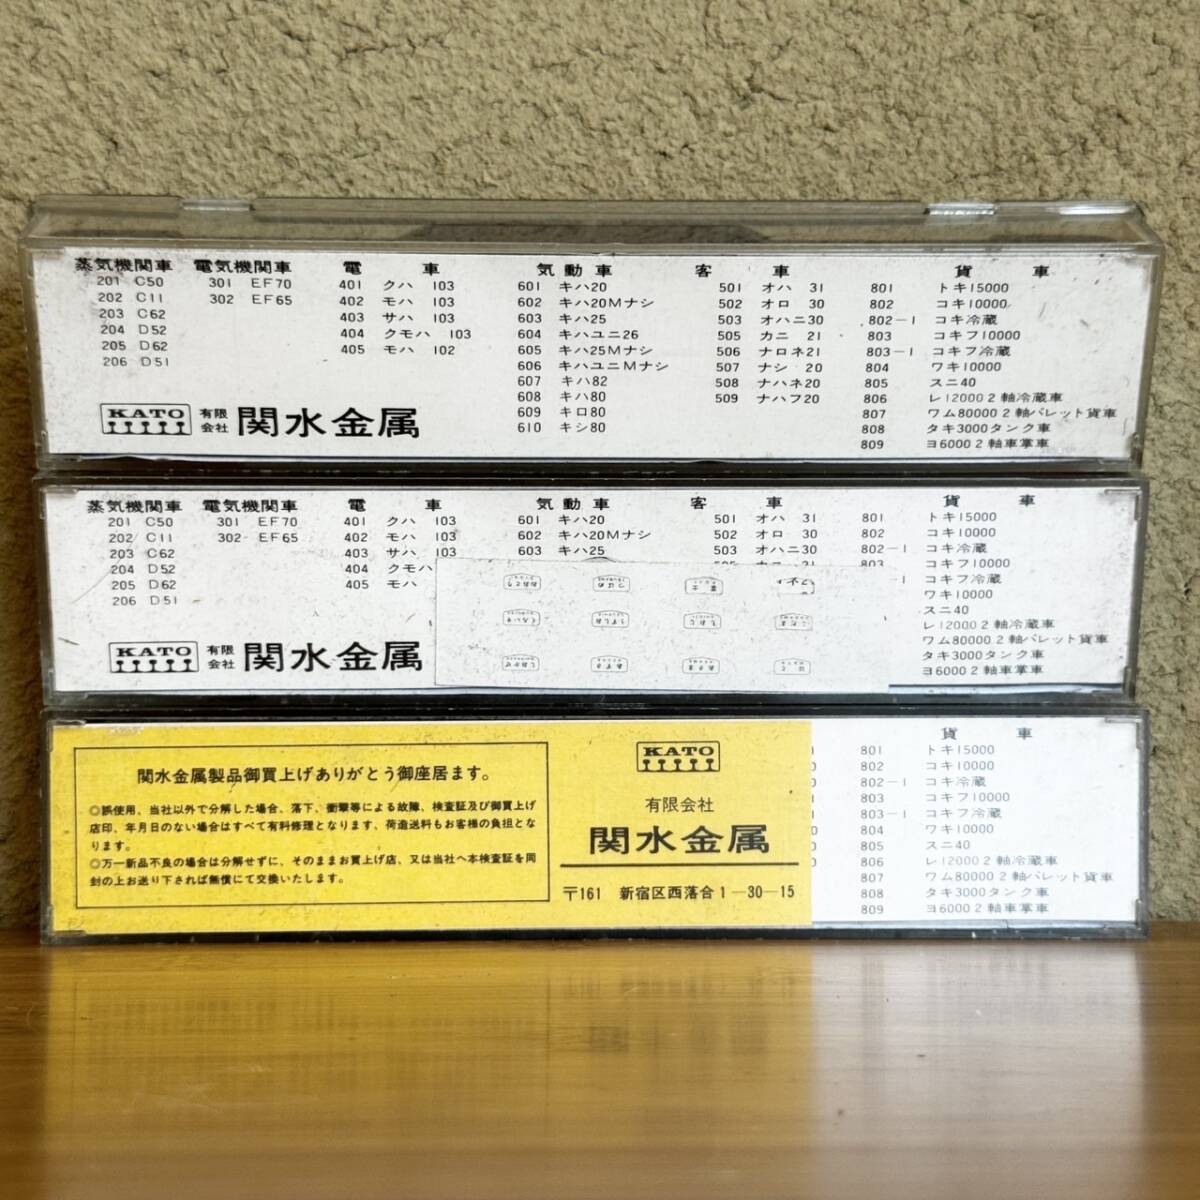 蒸気機関車 電気機関車 電 車 気動車 客 車 貨 車
201 C50 301 EF70 401 クハ 103 601 キハ20 501 オハ 31 801 トキ15000
202 C11 302 EF65 402 モハ 103 602 キハ20Mナシ 502 オロ 30 802 コキ10000
203 C62 403 サハ 103 603 キハ25 503 オハニ30 802-1 コキ冷蔵
204 D52 404 クモハ 103 604 キハユニ26 505 カニ 21 803 コキフ10000
205 D62 405 モハ 102 605 キハ25Mナシ 506 ナロネ21 803-1 コキフ冷蔵
206 D51 606 キハユニMナシ 507 ナシ 20 804 ワキ10000
607 キハ82 508 ナハネ20 805 スニ40
608 キハ80 509 ナハフ20 806 レ12000 2軸冷蔵車
609 キロ80 807 ワム80000 2軸パレット貨車
610 キシ80 808 タキ3000タンク車
809 ヨ6000 2軸車掌車
KATO 有限会社 関水金属
蒸気機関車 電気機関車 電 車 気動車 客 車 貨 車
201 C50 301 EF70 401 クハ 103 601 キハ20 501 オハ 31 801 トキ15000
202 C11 302 EF65 402 モハ 103 602 キハ20Mナシ 502 オロ 30 802 コキ10000
203 C62 403 サハ 103 603 キハ25 503 オハニ30 802-1 コキ冷蔵
204 D52 404 クモハ 803 コキフ10000
205 D62 405 モハ コキフ冷蔵
206 D51 ワキ10000
スニ40
レ12000 2軸冷蔵車
ワム80000 2軸パレット貨車
タキ3000タンク車
ヨ6000 2軸車掌車
KATO 有限会社 関水金属
関水金属製品御買上げありがとう御座居ます。
◎誤使用、当社以外で分解した場合、落下、衝撃等による故障、検査証及び御買上げ
店印、年月日のない場合はすべて有料修理となります、荷造送料もお客様の負担とな
ります。
◎万一新品不良の場合は分解せずに、そのままお買上げ店、又は当社へ本検査証を同
封の上お送り下されば無償にて交換いたします。
KATO
有限会社
関水金属
〒161 新宿区西落合1-30-15
貨 車
801 トキ15000
802 コキ10000
802-1 コキ冷蔵
803 コキフ10000
803-1 コキフ冷蔵
804 ワキ10000
805 スニ40
806 レ12000 2軸冷蔵車
807 ワム80000 2軸パレット貨車
808 タキ3000タンク車
809 ヨ6000 2軸車掌車